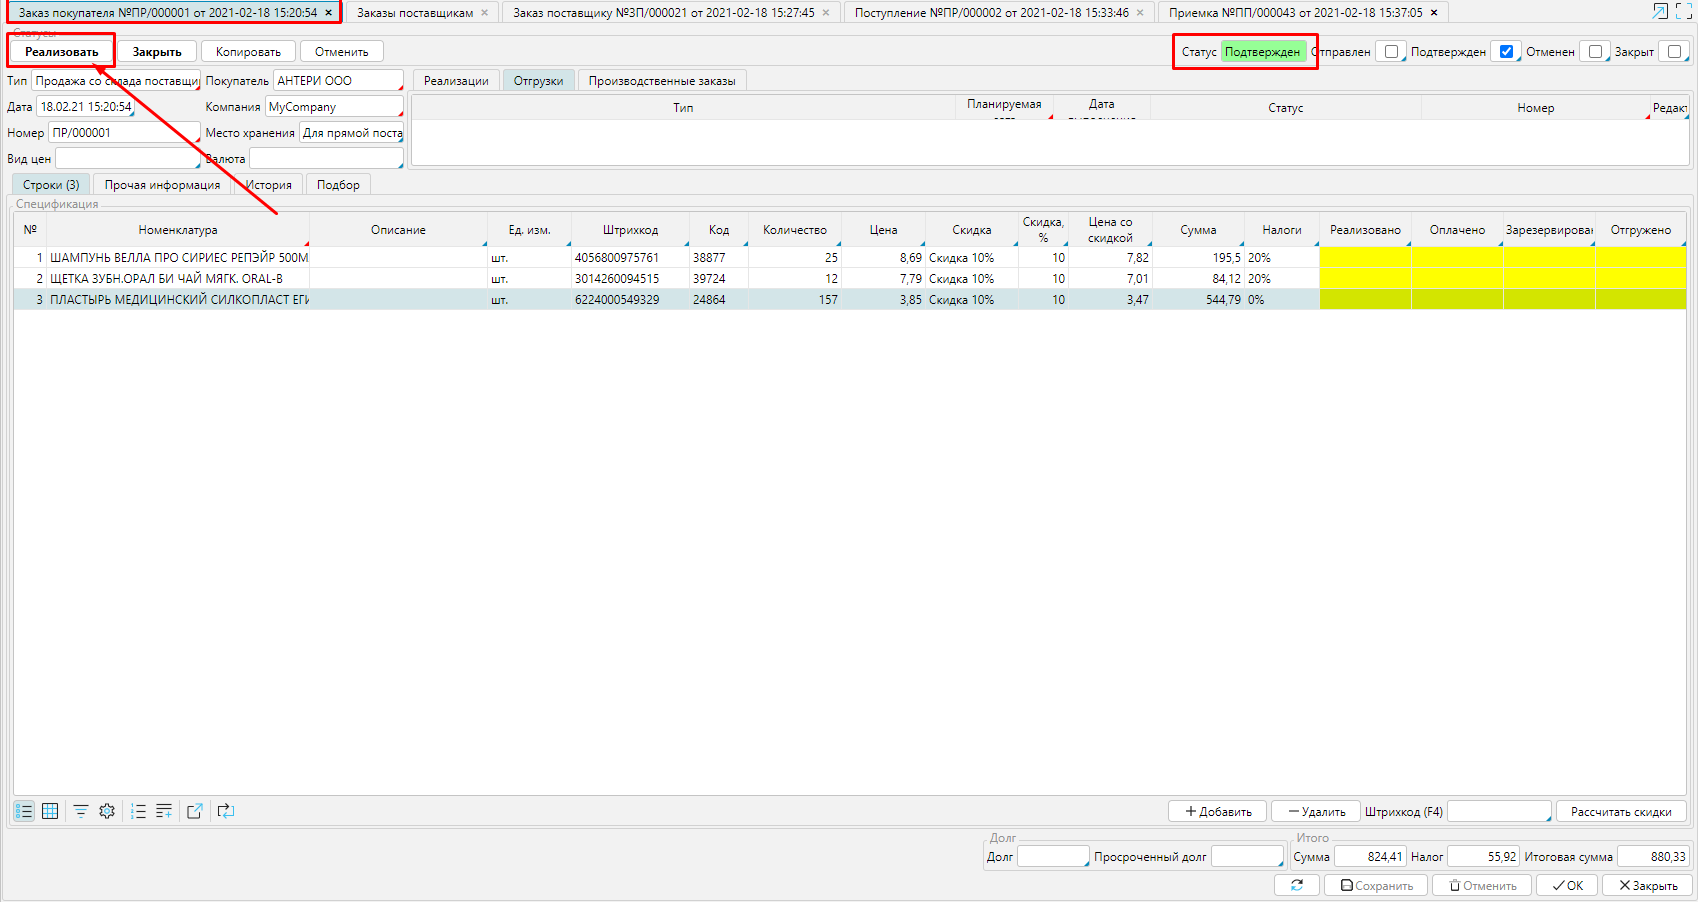 Заказ покупателя №ПР/000001 от 2021-02-18 15:20:54 × Заказы поставщикам × Заказ поставщику №ЗП/000021 от 2021-02-18 15:27:45 × Поступление №ПР/000002 от 2021-02-18 15:33:46 × Приемка №ПП/000043 от 2021-02-18 15:37:05 ×
Статусы
Реализовать Закрыть Копировать Отменить Статус Подтвержден Отправлен Подтвержден Отменен Закрыт
Тип Продажа со склада поставщи Покупатель АНТЕРИ ООО Реализации Отгрузки Производственные заказы
Дата 18.02.21 15:20:54 Компания MyCompany Тип Планируемая Дата Статус Номер Редакт
Номер ПР/000001 Место хранения Для прямой поста
Вид цен Валюта
Строки (3) Прочая информация История Подбор
Спецификация
№ Номенклатура Описание Ед. изм. Штрихкод Код Количество Цена Скидка Скидка, % Цена со скидкой Сумма Налоги Реализовано Оплачено Зарезервирован Отгружено
1 ШАМПУНЬ ВЕЛЛА ПРО СИРИЕС РЕПЭЙР 500М шт. 4056800975761 38877 25 8,69 Скидка 10% 10 7,82 195,5 20%
2 ЩЕТКА ЗУБН.ОРАЛ БИ ЧАЙ МЯГК. ORAL-B шт. 3014260094515 39724 12 7,79 Скидка 10% 10 7,01 84,12 20%
3 ПЛАСТЫРЬ МЕДИЦИНСКИЙ СИЛКОПЛАСТ ЕГИ шт. 6224000549329 24864 157 3,85 Скидка 10% 10 3,47 544,79 0%
Добавить Удалить Штрихкод (F4) Рассчитать скидки
Долг Итого
Долг Просроченный долг Сумма 824,41 Налог 55,92 Итоговая сумма 880,33
Сохранить Отменить OK Закрыть